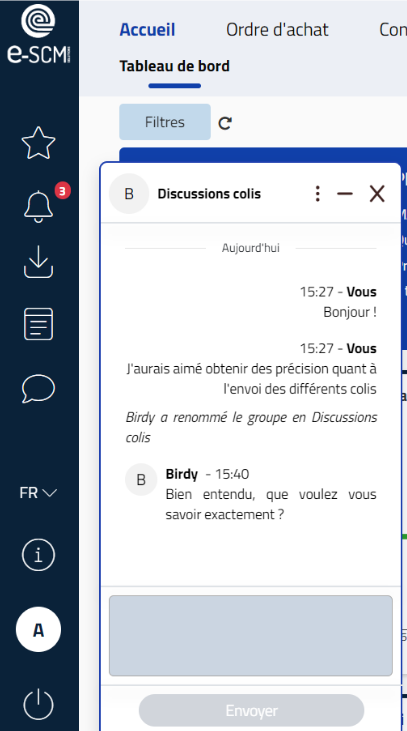 e-SCM
Accueil Ordre d'achat Con
Tableau de bord
Filtres
3
B Discussions colis
Aujourd'hui
15:27 - Vous
Bonjour !
15:27 - Vous
J'aurais aimé obtenir des précision quant à
l'envoi des différents colis
Birdy a renommé le groupe en Discussions
colis
B Birdy - 15:40
Bien entendu, que voulez vous
savoir exactement ?
FR
i
A
Envoyer